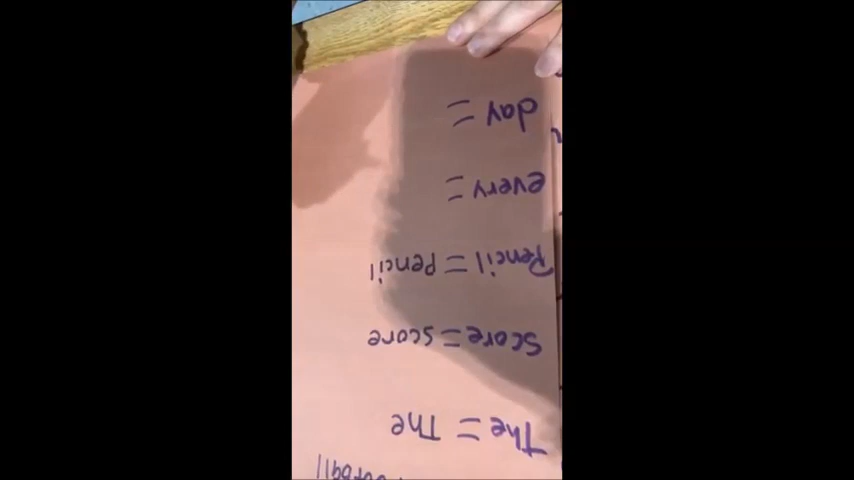 The = The
Score = score
Pencil = Pencil
every =
day =